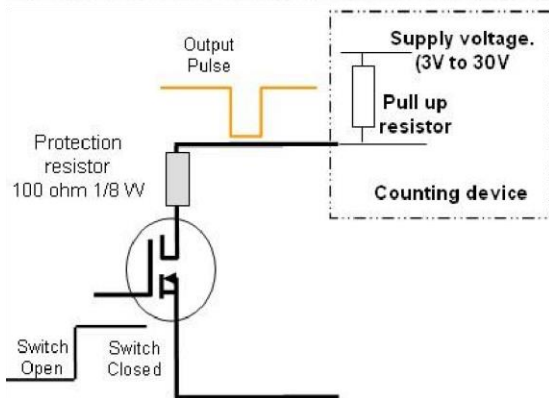 Output
Pulse
Supply voltage.
(3V to 30V
Pull up
resistor
Protection
resistor
100 ohm 1/8 W
Counting device
Switch
Open
Switch
Closed